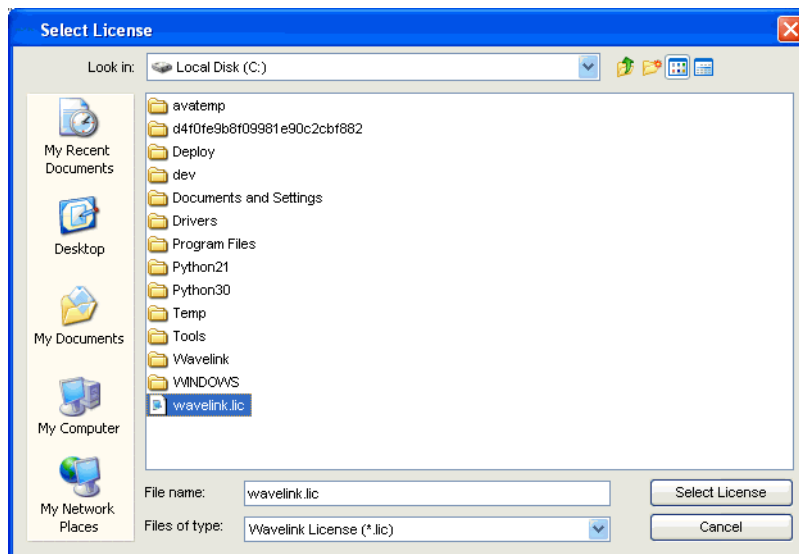 Select License
Look in: Local Disk (C:)
My Recent Documents
Desktop
My Documents
My Computer
My Network Places
avatemp
d4f0fe9b8f09981e90c2cbf882
Deploy
dev
Documents and Settings
Drivers
Program Files
Python21
Python30
Temp
Tools
Wavelink
WINDOWS
wavelink.lic
File name: wavelink.lic Select License
Files of type: Wavelink License (*.lic) Cancel